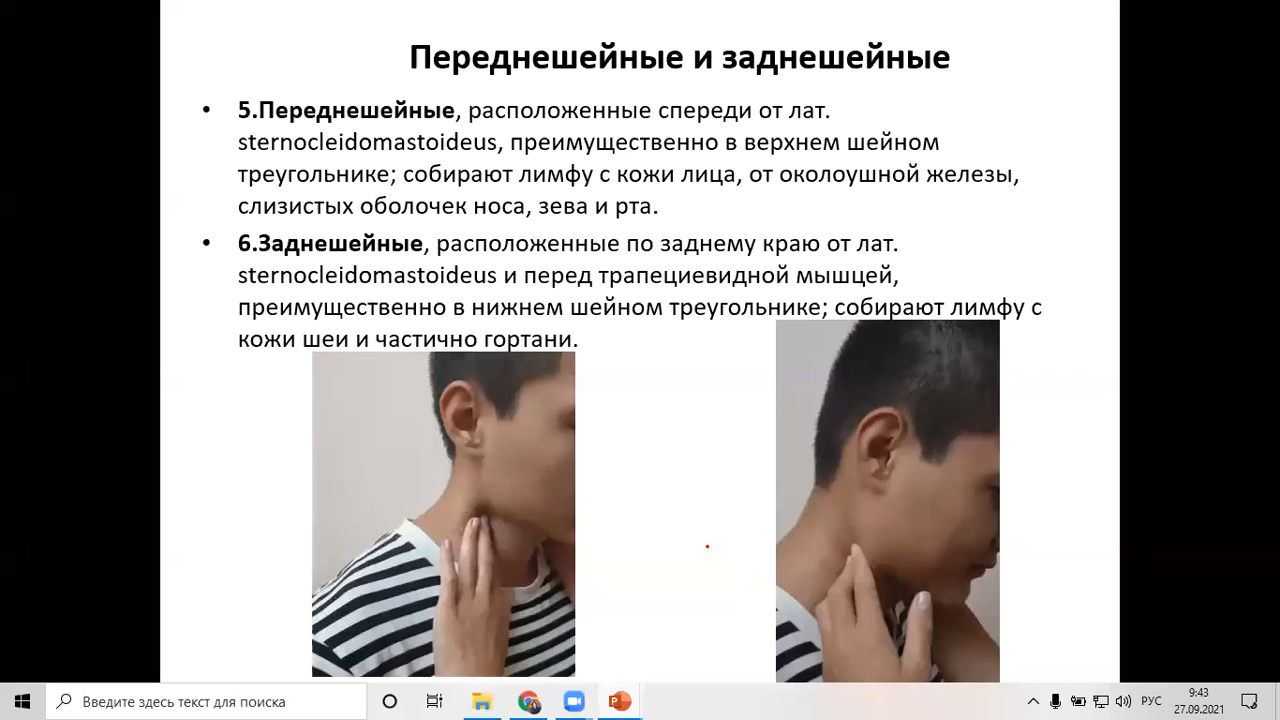 Переднешейные и заднешейные
• 5.Переднешейные, расположенные спереди от лат.
sternocleidomastoideus, преимущественно в верхнем шейном
треугольнике; собирают лимфу с кожи лица, от околоушной железы,
слизистых оболочек носа, зева и рта.
• 6.Заднешейные, расположенные по заднему краю от лат.
sternocleidomastoideus и перед трапециевидной мышцей,
преимущественно в нижнем шейном треугольнике; собирают лимфу с
кожи шеи и частично гортани.
Введите здесь текст для поиска
РУС
9:43
27.09.2021